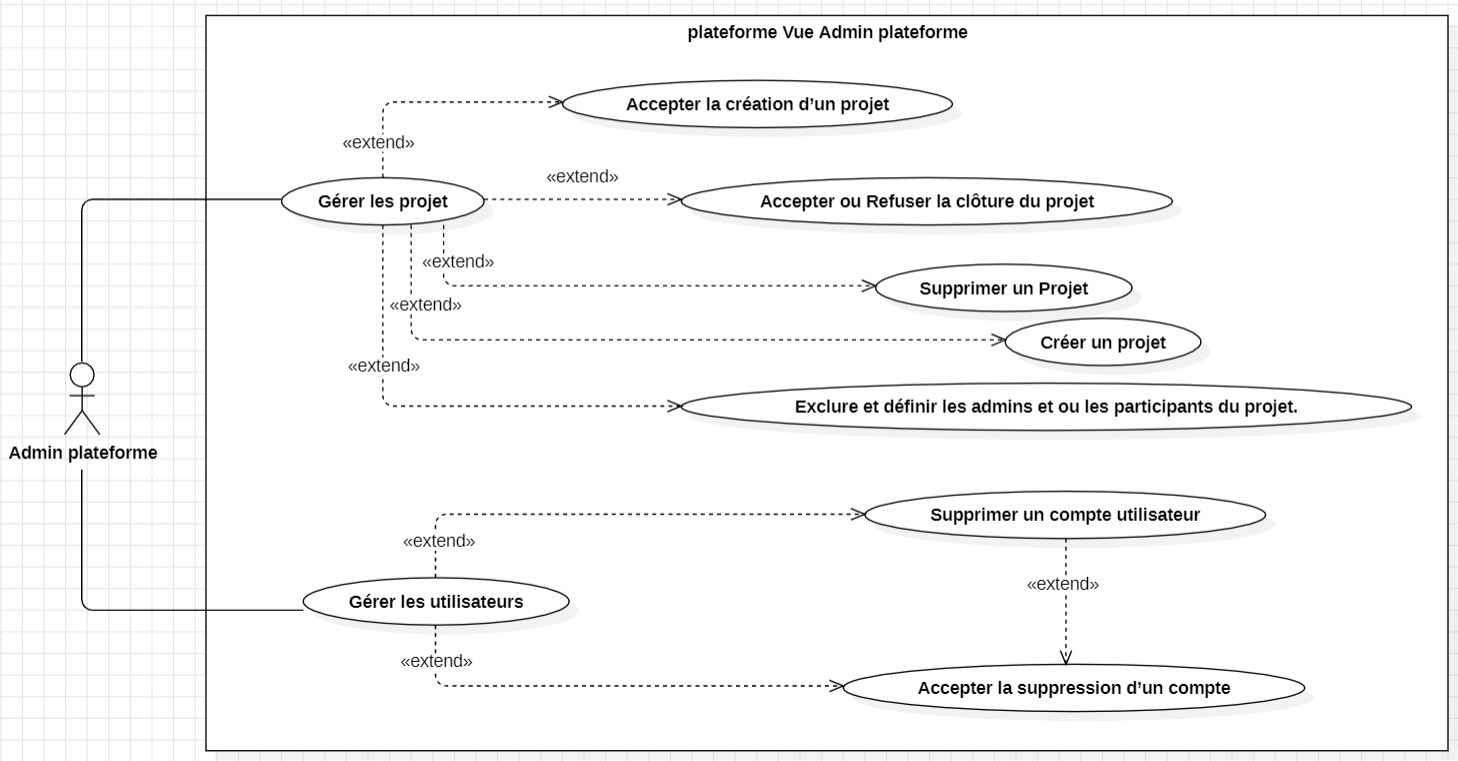 plateforme Vue Admin plateforme
Accepter la création d’un projet
«extend»
«extend»
Gérer les projet
Accepter ou Refuser la clôture du projet
«extend»
Supprimer un Projet
«extend»
Créer un projet
«extend»
Exclure et définir les admins et ou les participants du projet.
Admin plateforme
Supprimer un compte utilisateur
«extend»
«extend»
Gérer les utilisateurs
«extend»
Accepter la suppression d’un compte